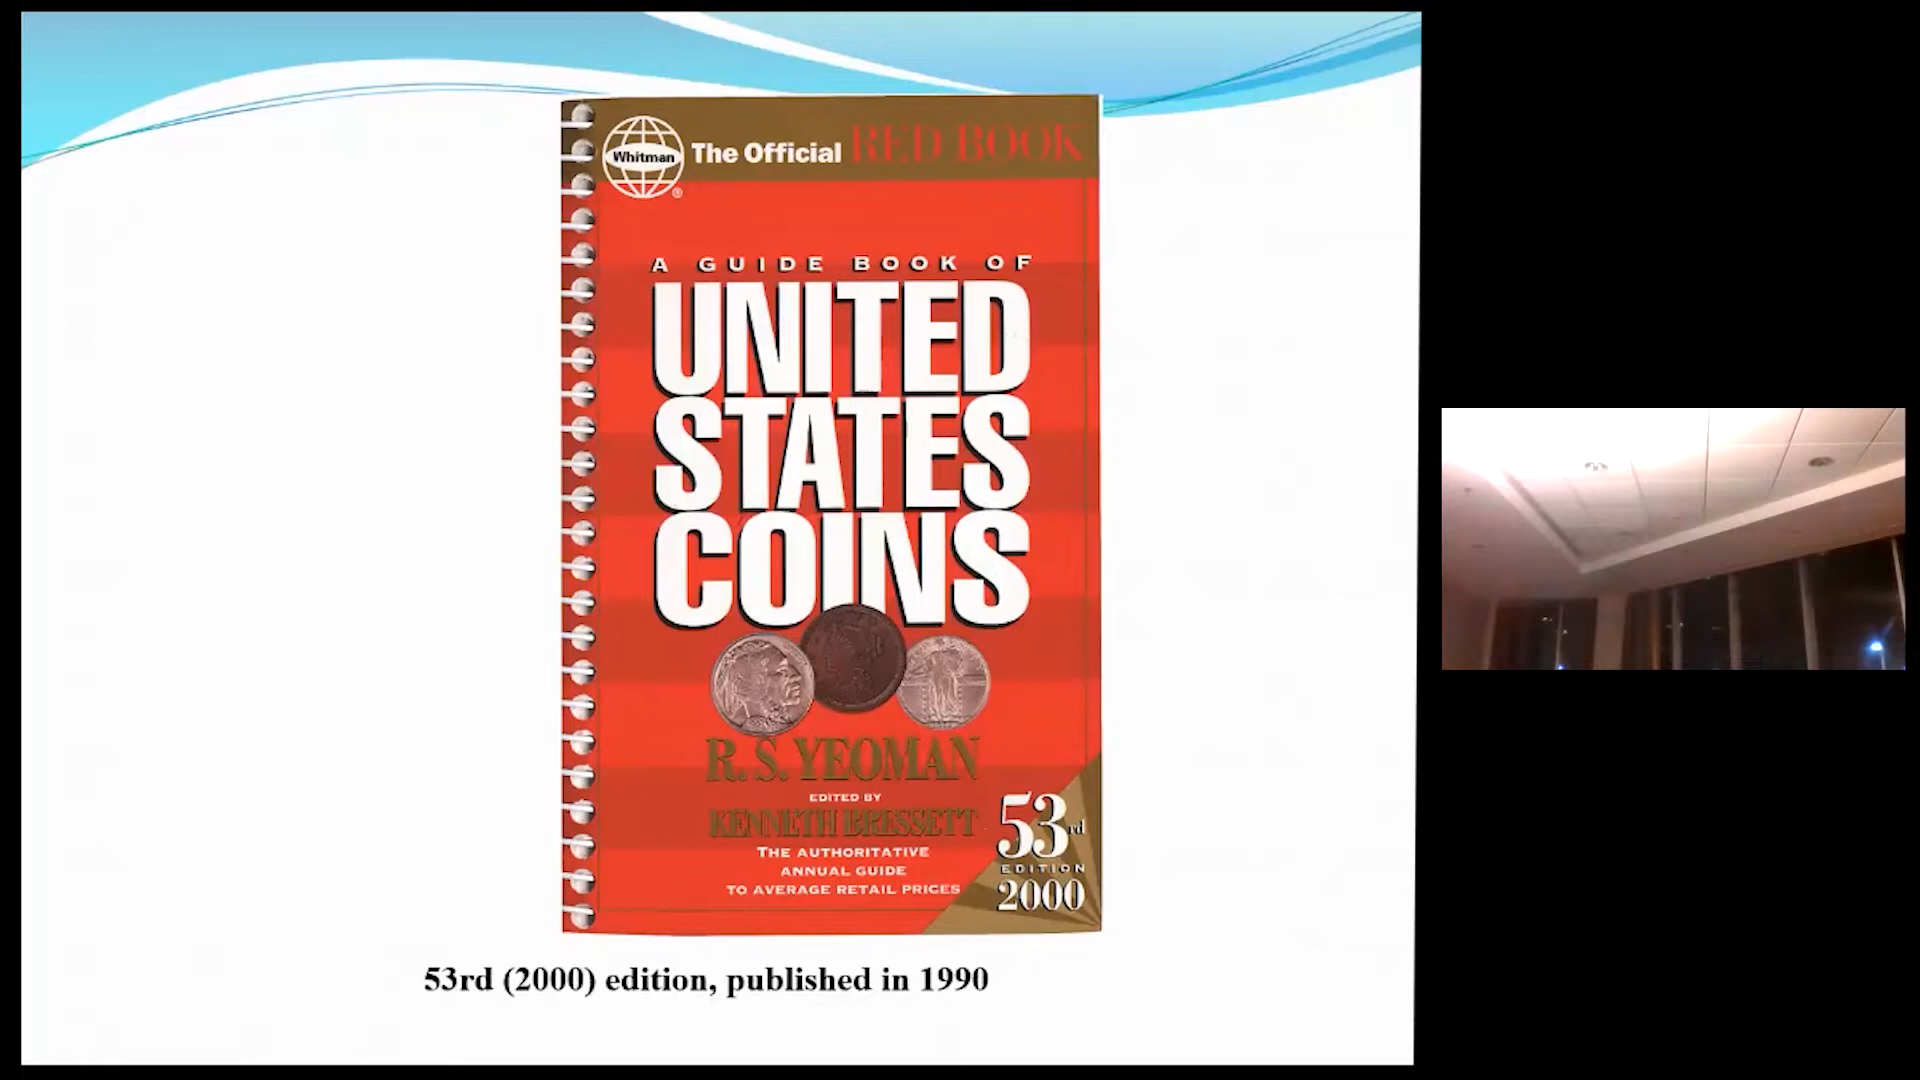 Whitman
®
The Official RED BOOK
A GUIDE BOOK OF
UNITED
STATES
COINS
R. S. YEOMAN
EDITED BY
KENNETH BRESSETT
THE AUTHORITATIVE
ANNUAL GUIDE
TO AVERAGE RETAIL PRICES
53rd
EDITION
2000
53rd (2000) edition, published in 1990